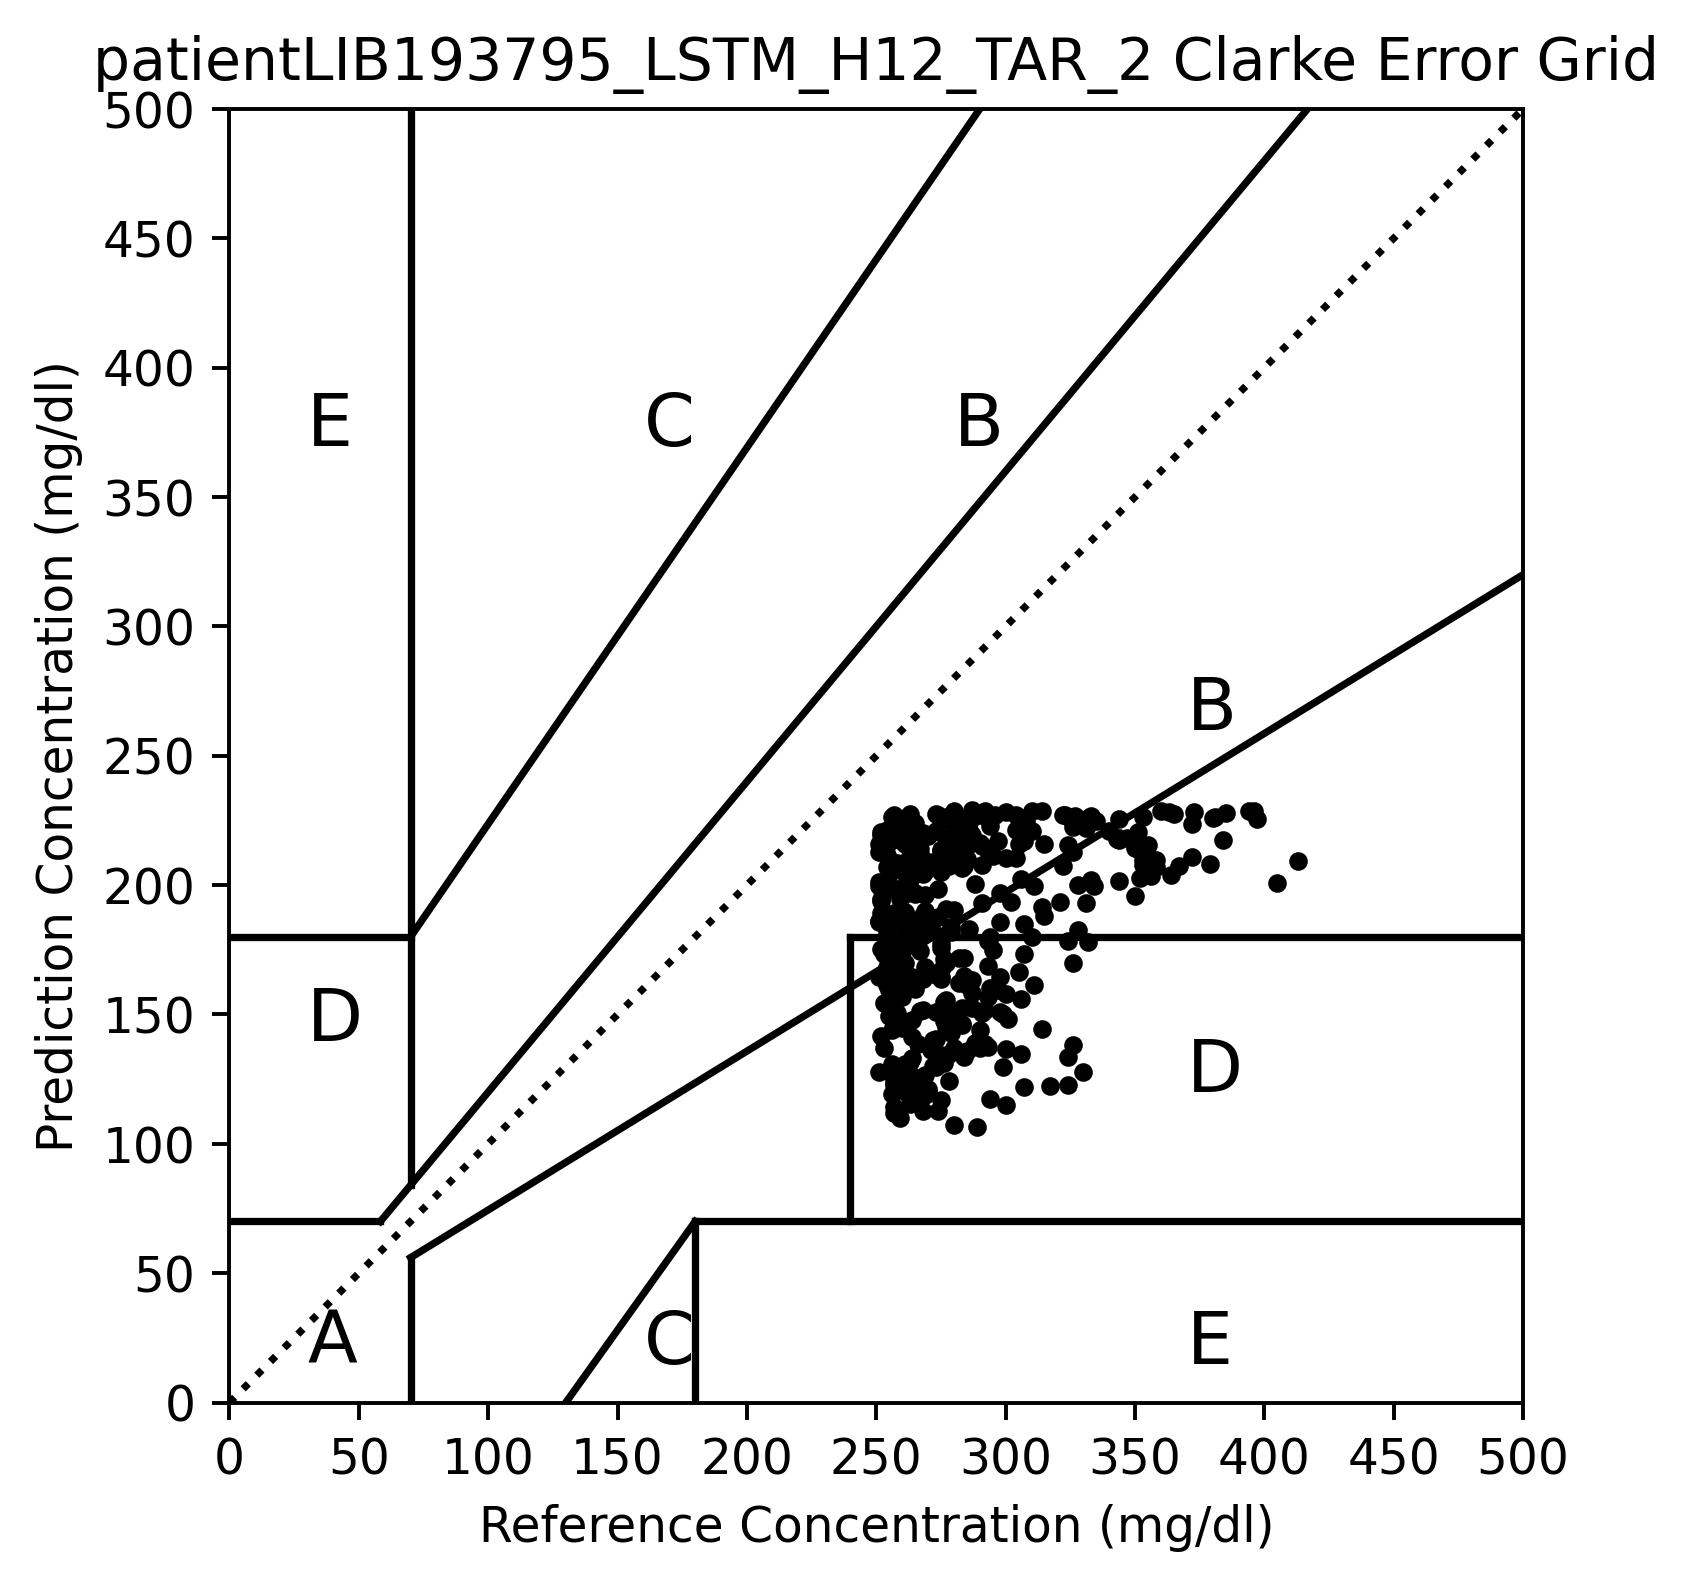 patientLIB193795_LSTM_H12_TAR_2 Clarke Error Grid
500
450
400
350
300
250
200
150
100
50
0
Prediction Concentration (mg/dl)
E
C
B
B
D
D
A
C
E
0 50 100 150 200 250 300 350 400 450 500
Reference Concentration (mg/dl)